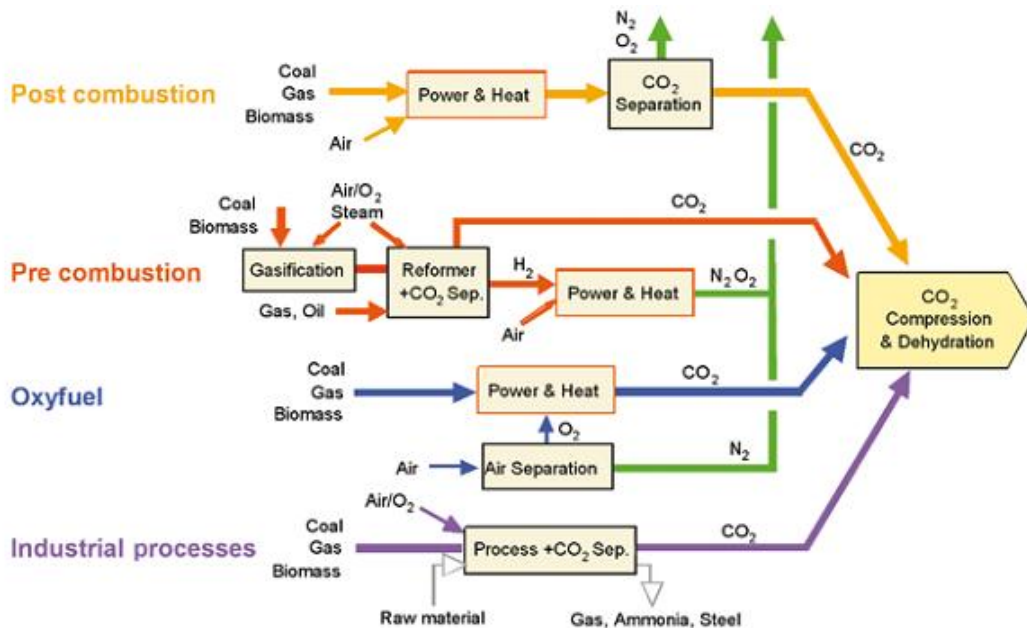 N₂
O₂
Post combustion
Coal
Gas
Biomass
Air
Power & Heat
CO₂
Separation
CO₂
Pre combustion
Coal
Biomass
Air/O₂
Steam
Gasification
Gas, Oil
Reformer
+CO₂ Sep.
H₂
Air
Power & Heat
N₂ O₂
CO₂
CO₂
Compression
& Dehydration
Oxyfuel
Coal
Gas
Biomass
Power & Heat
CO₂
O₂
Air
Air Separation
N₂
Industrial processes
Air/O₂
Coal
Gas
Biomass
Process +CO₂ Sep.
CO₂
Raw material
Gas, Ammonia, Steel